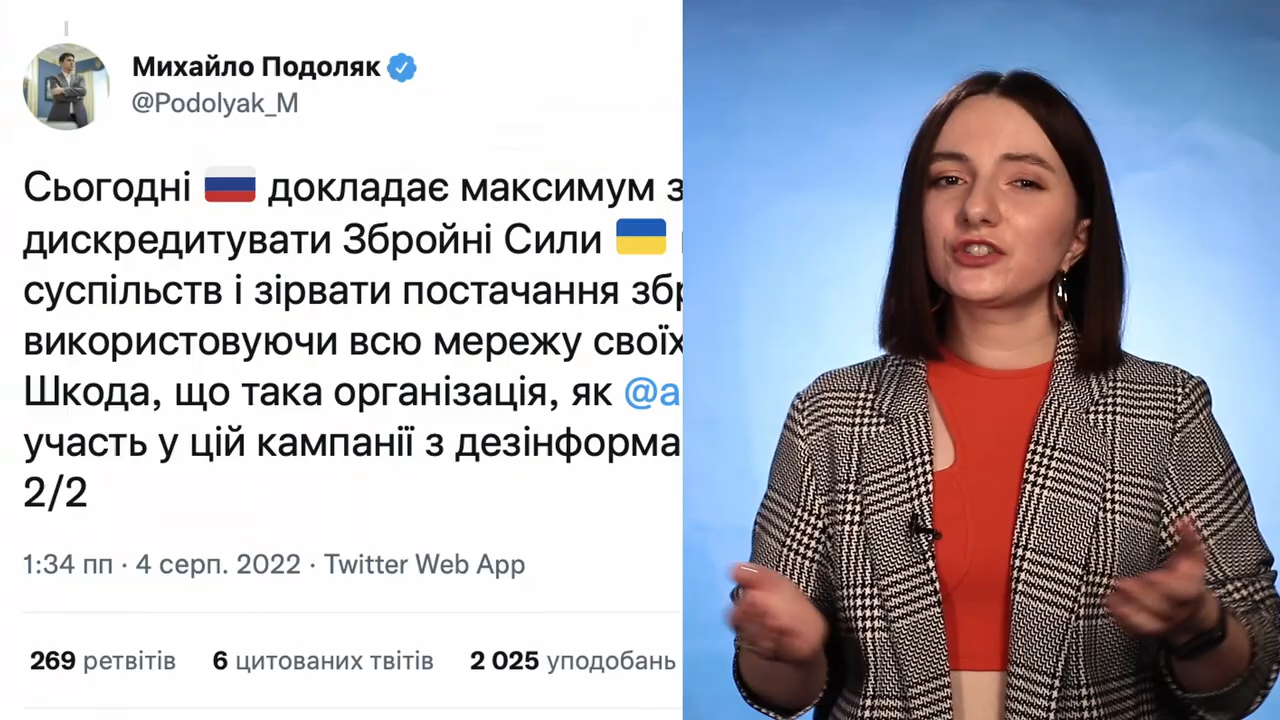 Михайло Подоляк
@Podolyak_M
Сьогодні докладає максимум з
дискредитувати Збройні Сили
суспільств і зірвати постачання зб
використовуючи всю мережу своїх
Шкода, що така організація, як @a
участь у цій кампанії з дезінформа
2/2
1:34 пп · 4 серп. 2022 · Twitter Web App
269 ретвітів 6 цитованих твітів 2 025 уподобань